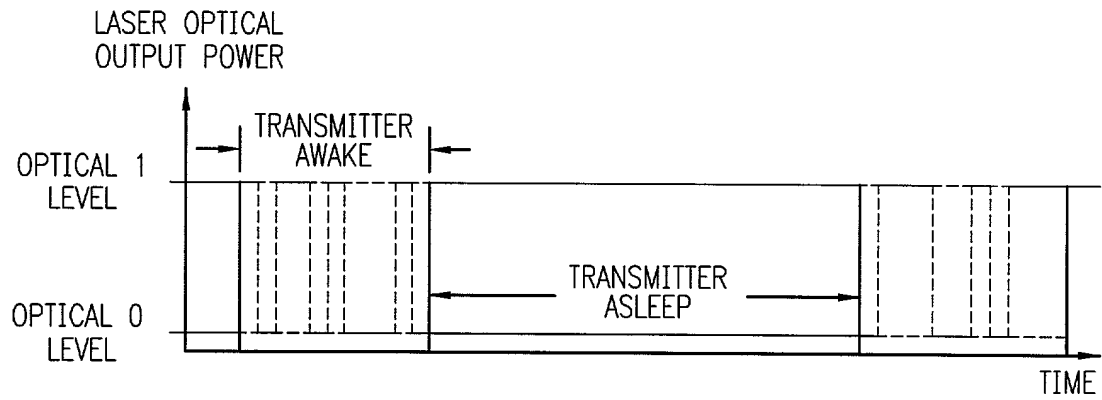 LASER OPTICAL
OUTPUT POWER
TRANSMITTER
AWAKE
OPTICAL 1
LEVEL
TRANSMITTER
ASLEEP
OPTICAL 0
LEVEL
TIME